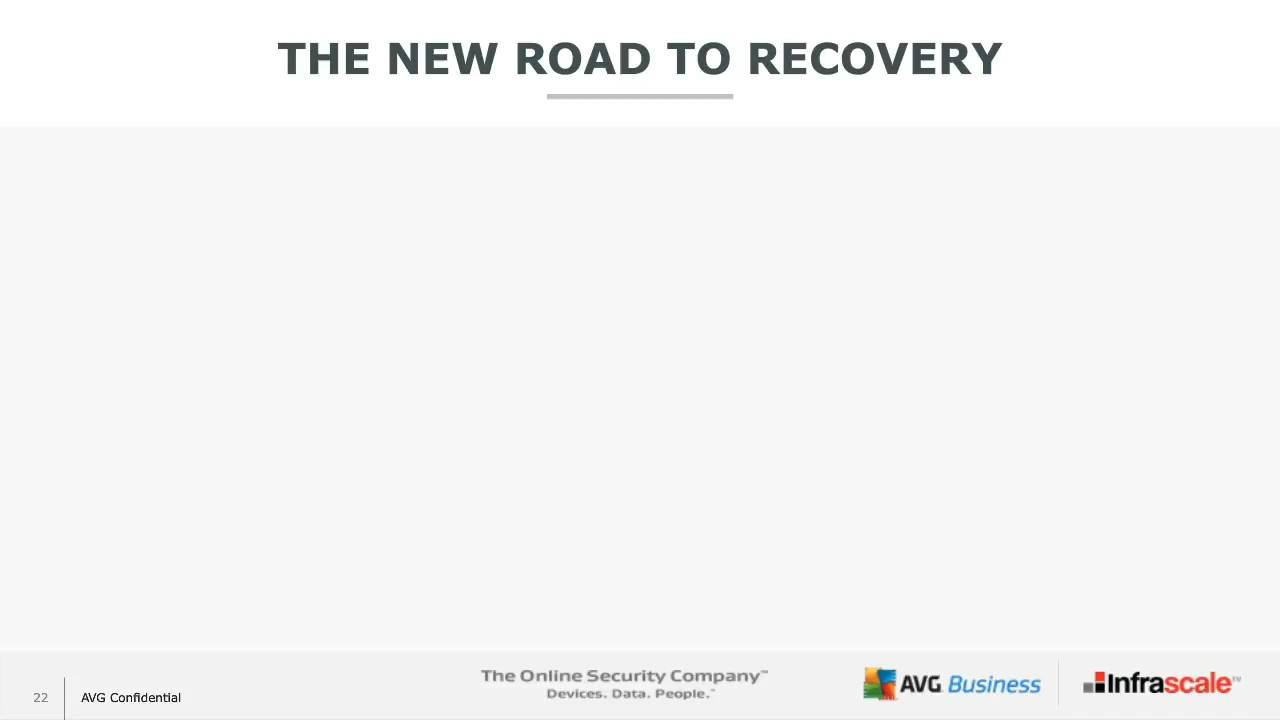 THE NEW ROAD TO RECOVERY
The Online Security Company™
Devices. Data. People.™
22
AVG Confidential
AVG Business
Infrascale™